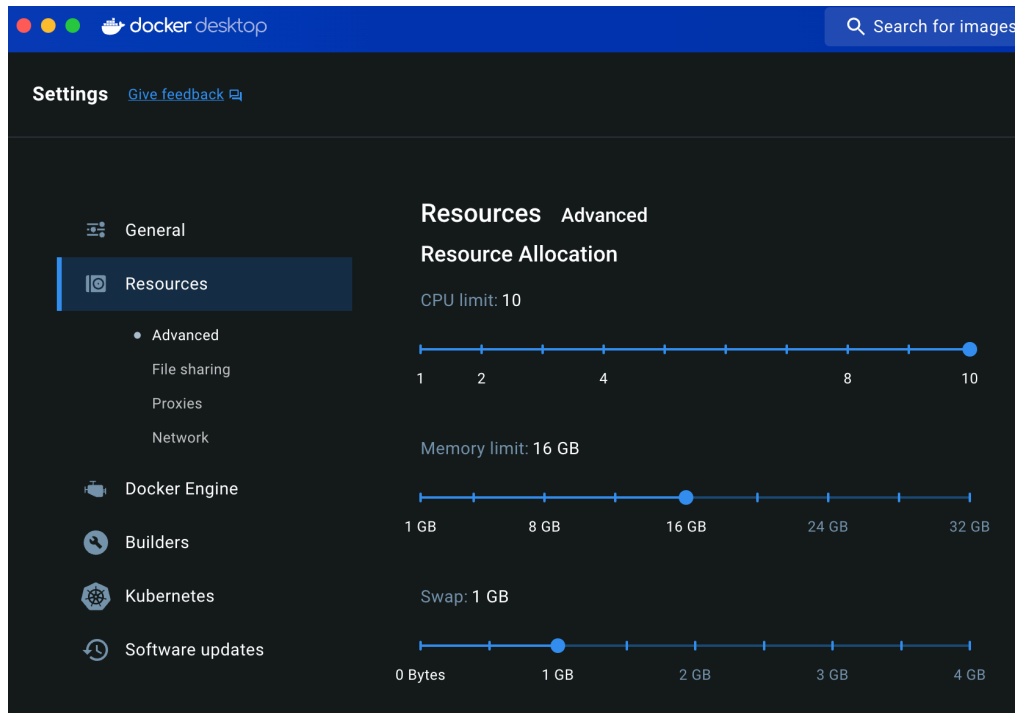 docker desktop
Search for images
Settings Give feedback
General
Resources
Advanced
File sharing
Proxies
Network
Docker Engine
Builders
Kubernetes
Software updates
Resources Advanced
Resource Allocation
CPU limit: 10
1 2 4 8 10
Memory limit: 16 GB
1 GB 8 GB 16 GB 24 GB 32 GB
Swap: 1 GB
0 Bytes 1 GB 2 GB 3 GB 4 GB